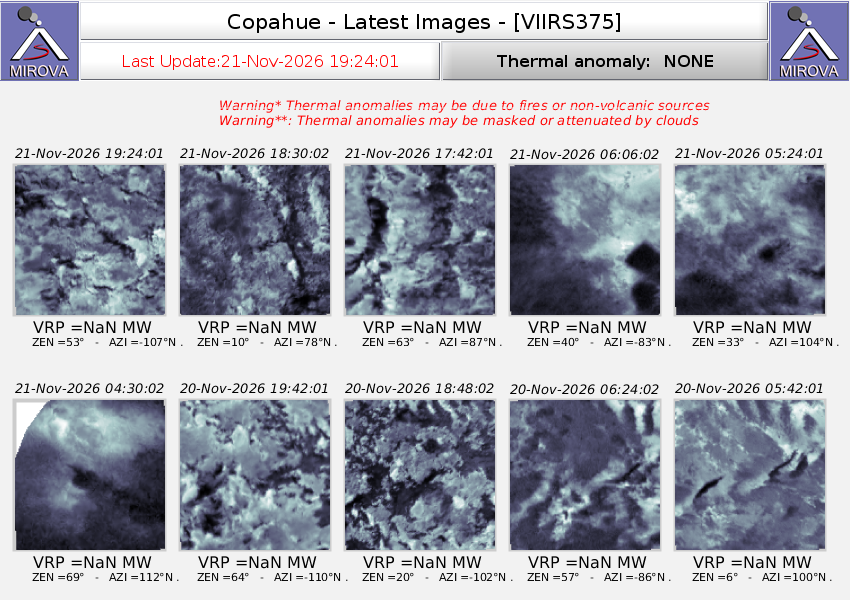 Copahue - Latest Images - [VIIRS375]
MIROVA
Last Update:21-Nov-2026 19:24:01
Thermal anomaly: NONE
MIROVA
Warning* Thermal anomalies may be due to fires or non-volcanic sources
Warning**: Thermal anomalies may be masked or attenuated by clouds
21-Nov-2026 19:24:01 21-Nov-2026 18:30:02 21-Nov-2026 17:42:01 21-Nov-2026 06:06:02 21-Nov-2026 05:24:01
VRP =NaN MW VRP =NaN MW VRP =NaN MW VRP =NaN MW VRP =NaN MW
ZEN =53° - AZI =-107°N . ZEN =10° - AZI =78°N . ZEN =63° - AZI =87°N . ZEN =40° - AZI =-83°N . ZEN =33° - AZI =104°N .
21-Nov-2026 04:30:02 20-Nov-2026 19:42:01 20-Nov-2026 18:48:02 20-Nov-2026 06:24:02 20-Nov-2026 05:42:01
VRP =NaN MW VRP =NaN MW VRP =NaN MW VRP =NaN MW VRP =NaN MW
ZEN =69° - AZI =112°N . ZEN =64° - AZI =-110°N . ZEN =20° - AZI =-102°N . ZEN =57° - AZI =-86°N . ZEN =6° - AZI =100°N .